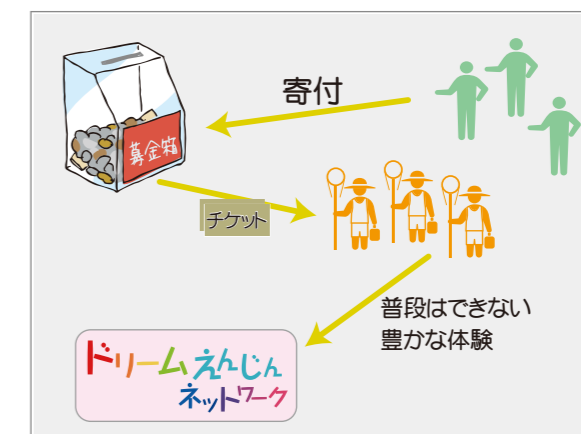 寄付
募金箱
チケット
普段はできない
豊かな体験
ドリームえんじん
ネットワーク